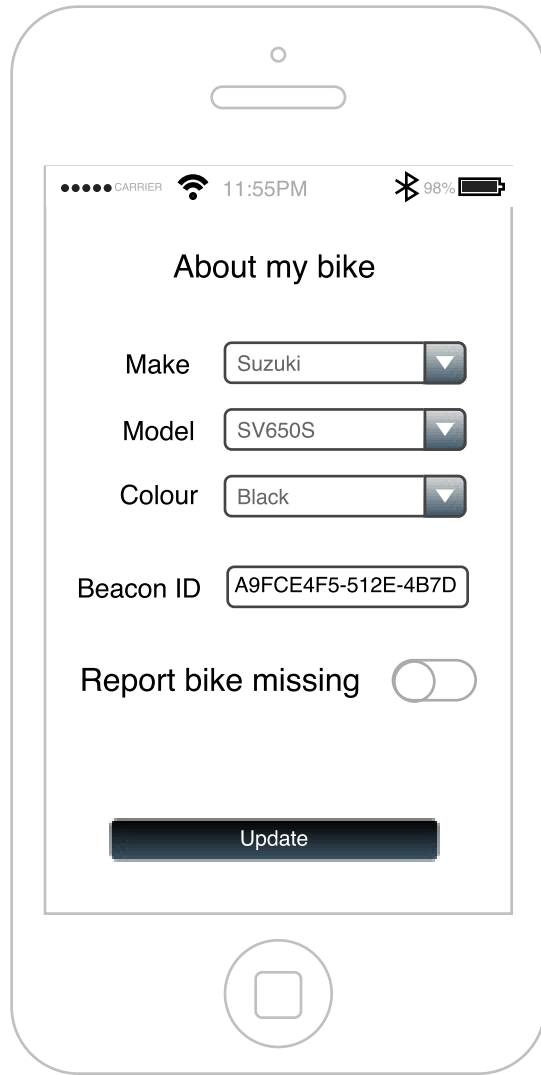 CARRIER 11:55PM 98%
About my bike
Make Suzuki
Model SV650S
Colour Black
Beacon ID A9FCE4F5-512E-4B7D
Report bike missing
Update